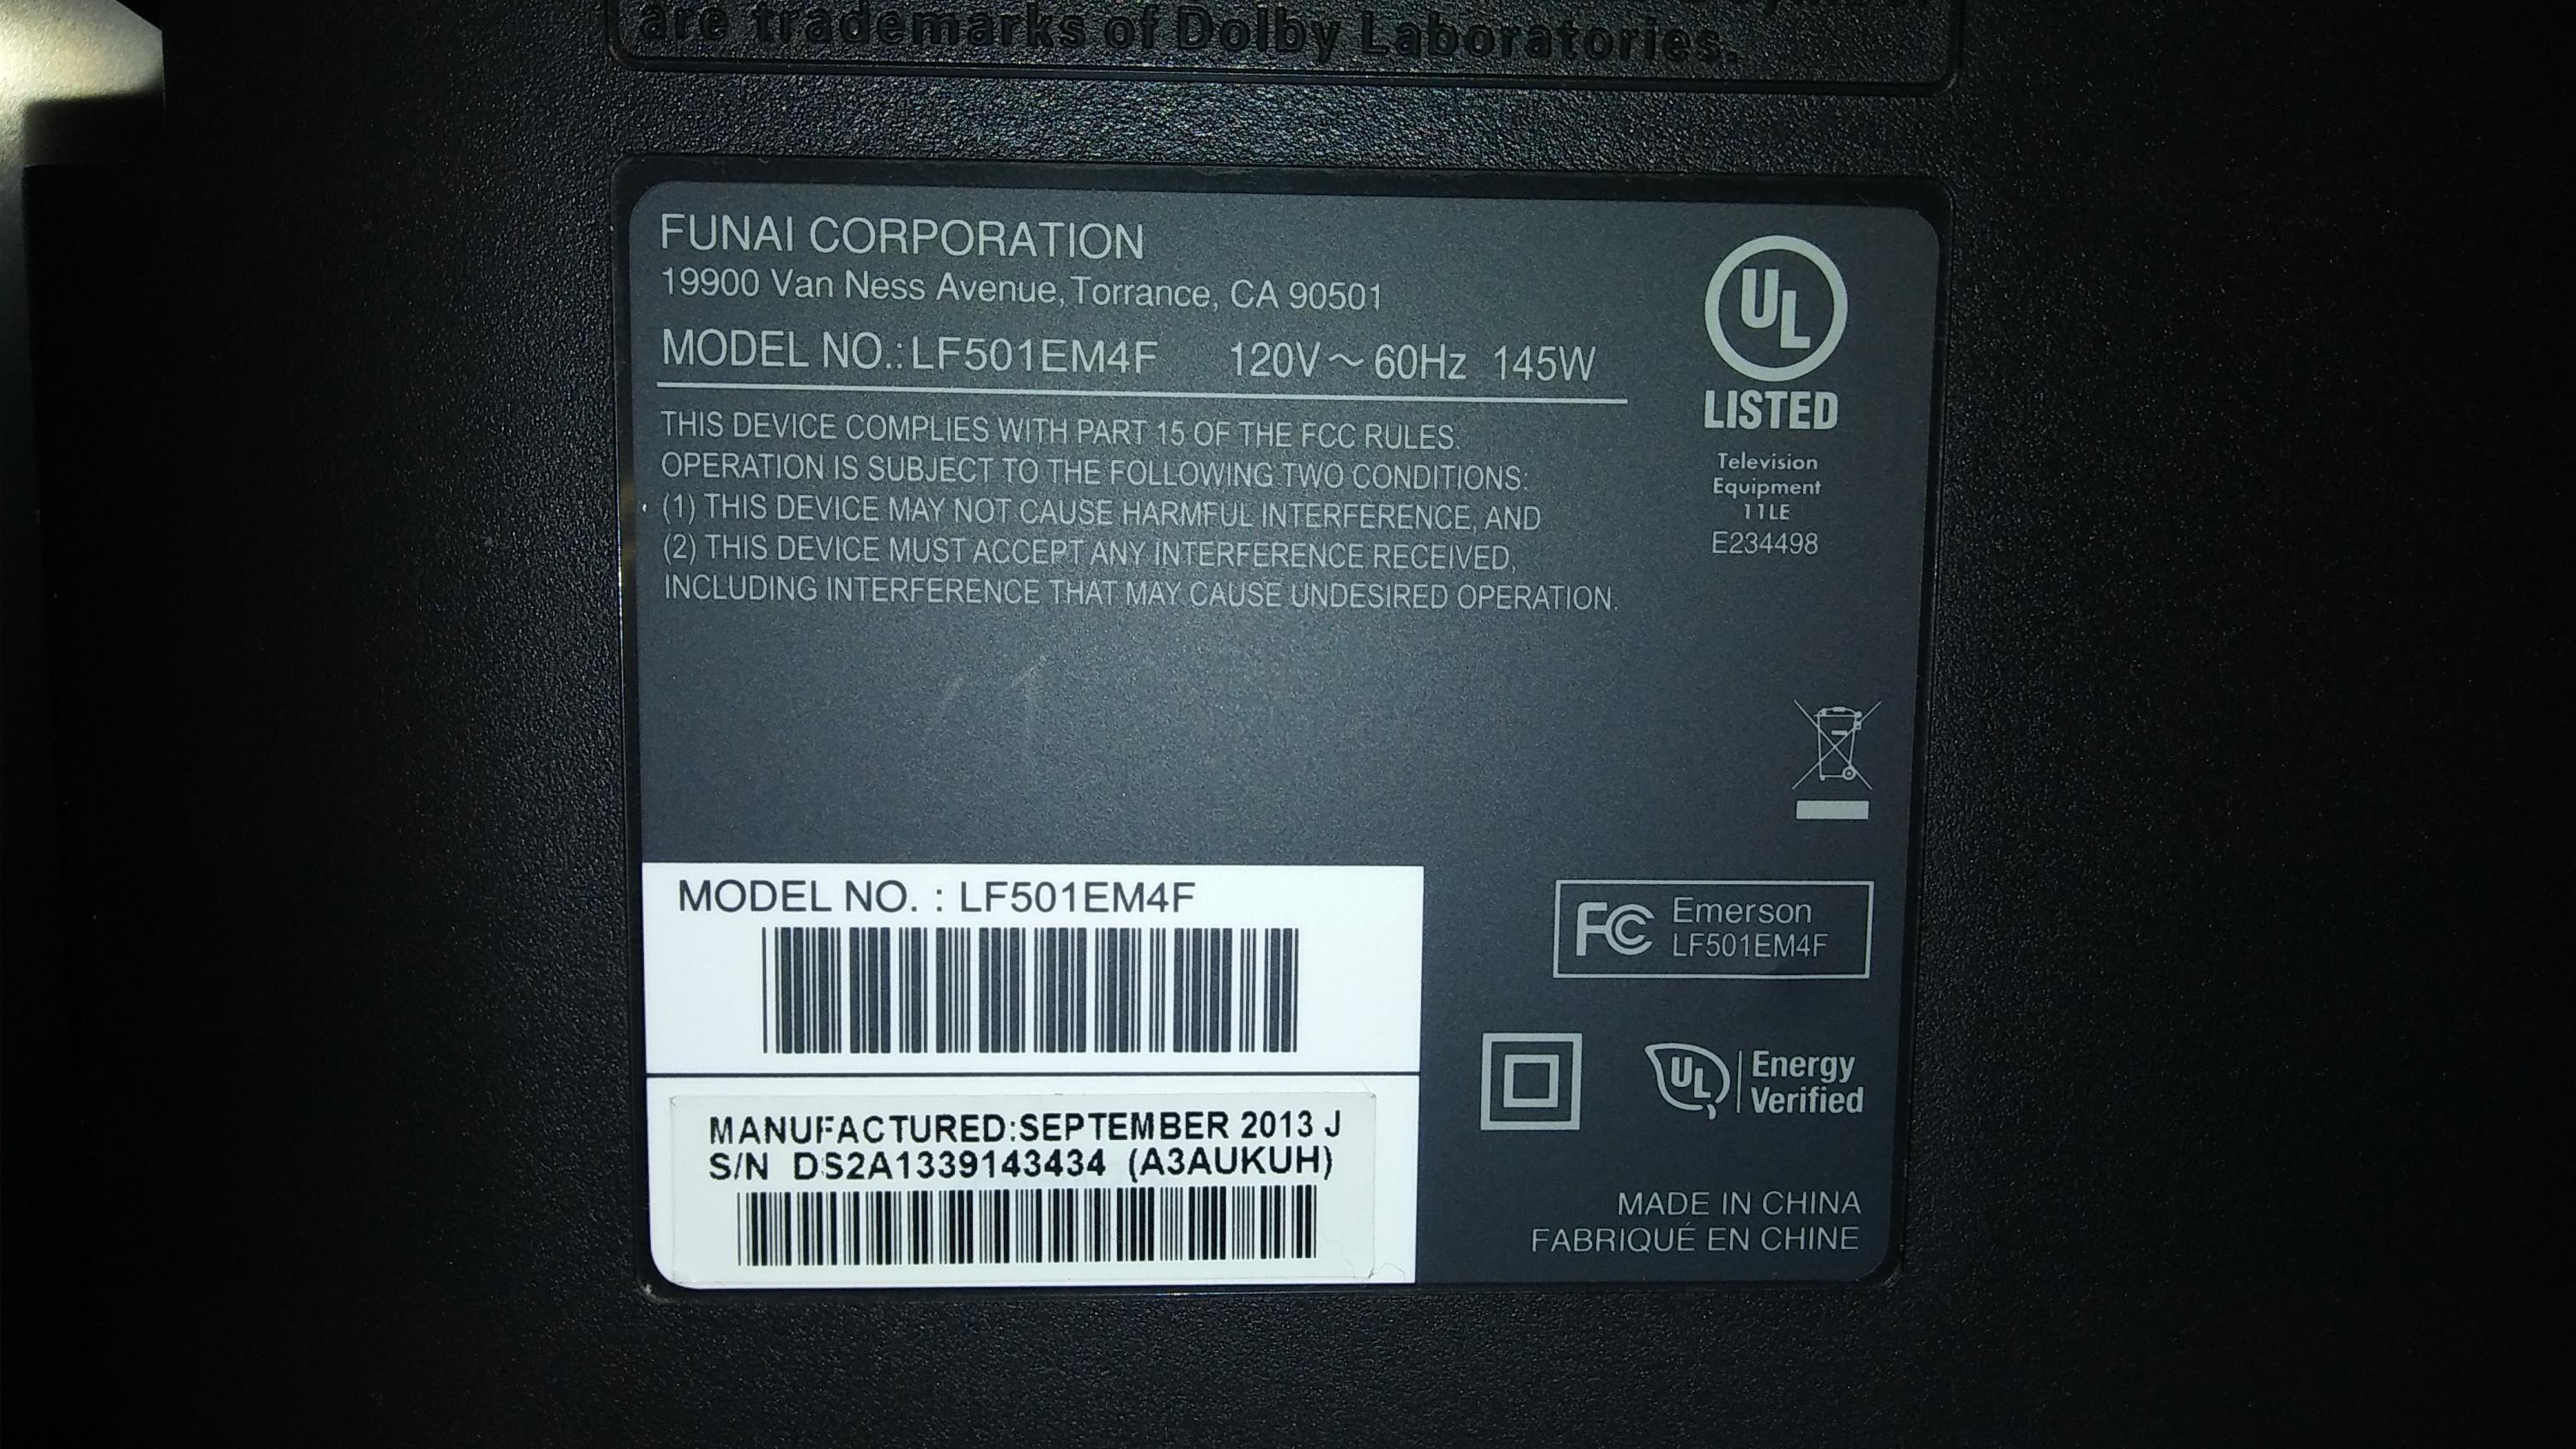 are trademarks of Dolby Laboratories.
FUNAI CORPORATION
19900 Van Ness Avenue, Torrance, CA 90501
MODEL NO.: LF501EM4F 120V～60Hz 145W
THIS DEVICE COMPLIES WITH PART 15 OF THE FCC RULES.
OPERATION IS SUBJECT TO THE FOLLOWING TWO CONDITIONS:
(1) THIS DEVICE MAY NOT CAUSE HARMFUL INTERFERENCE, AND
(2) THIS DEVICE MUST ACCEPT ANY INTERFERENCE RECEIVED,
INCLUDING INTERFERENCE THAT MAY CAUSE UNDESIRED OPERATION.
UL
LISTED
Television
Equipment
11LE
E234498
MODEL NO. : LF501EM4F
MANUFACTURED:SEPTEMBER 2013 J
S/N DS2A1339143434 (A3AUKUH)
FC Emerson
LF501EM4F
UL Energy
Verified
MADE IN CHINA
FABRIQUÉ EN CHINE